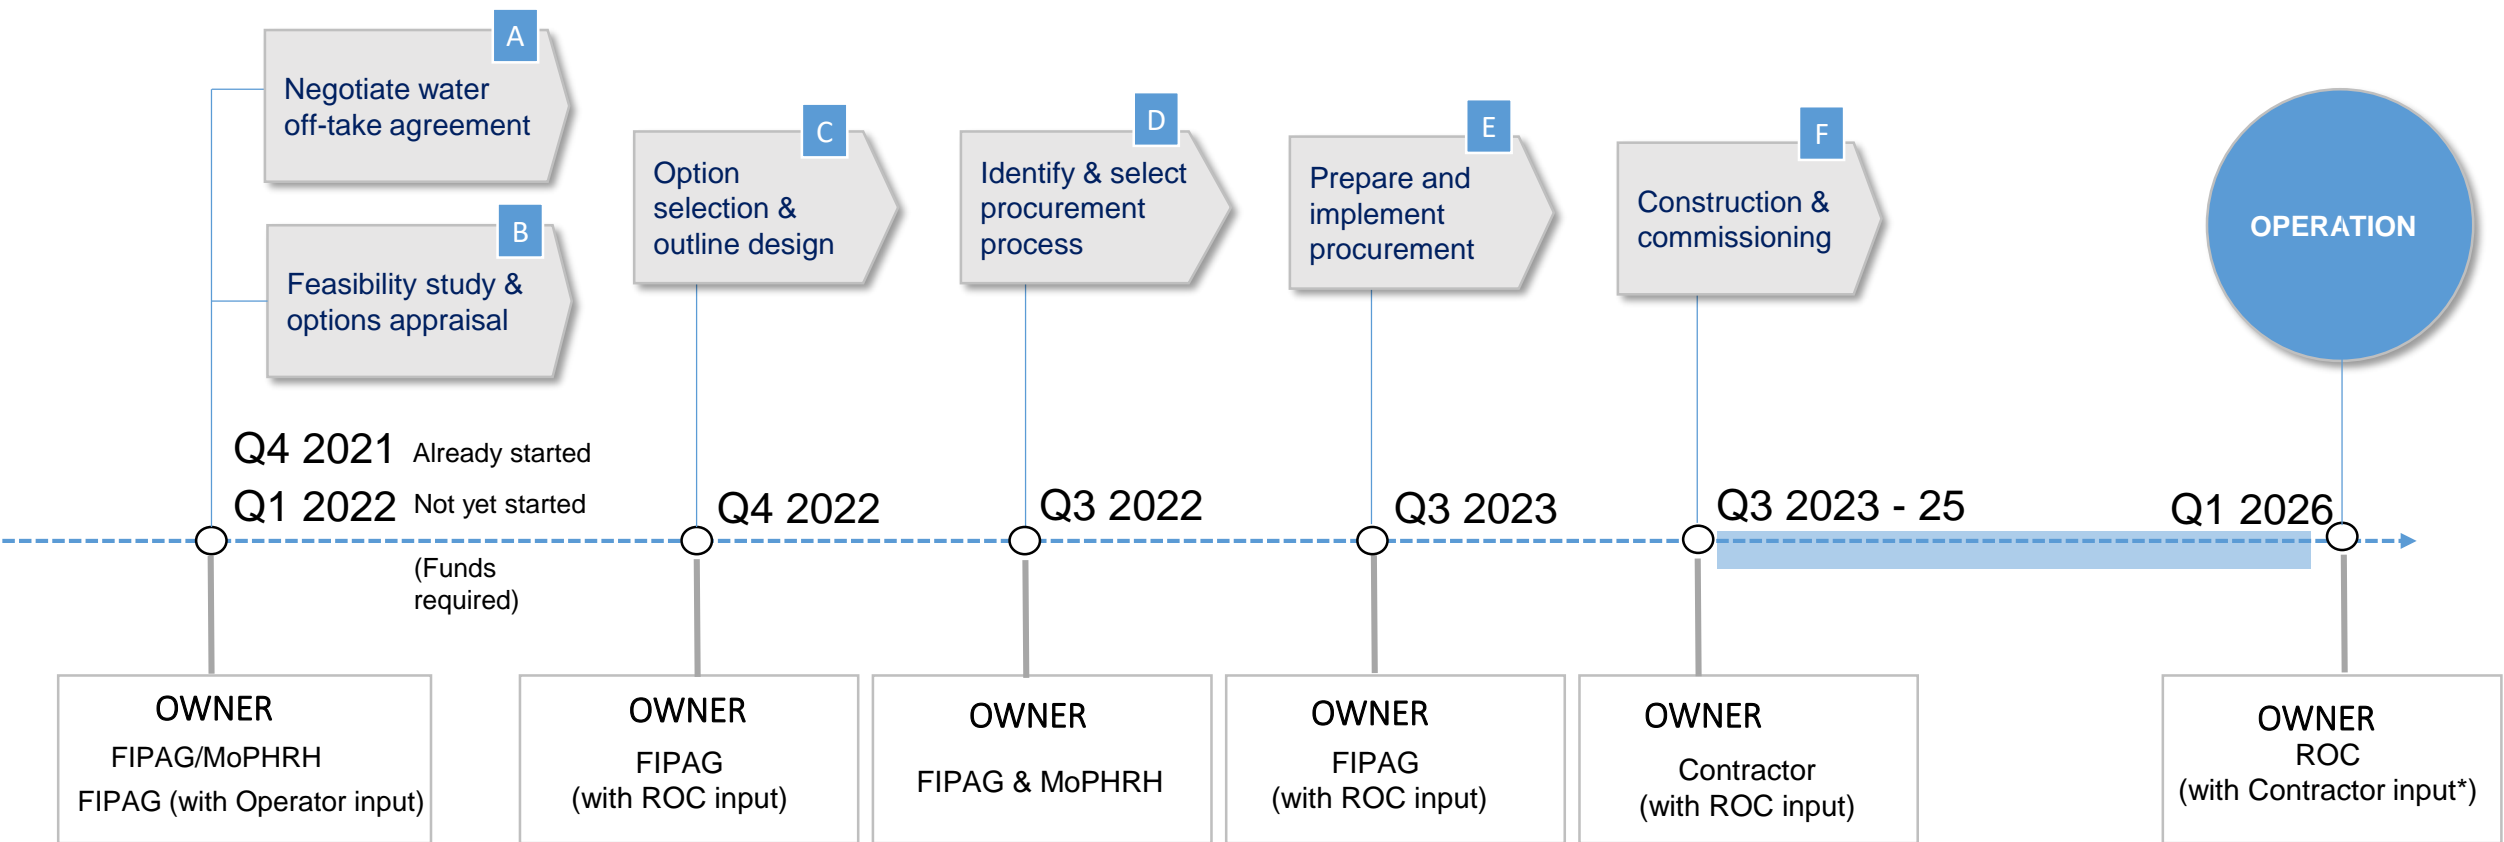 A
Negotiate water
off-take agreement
B
Feasibility study &
options appraisal
C
Option
selection &
outline design
D
Identify & select
procurement
process
E
Prepare and
implement
procurement
F
Construction &
commissioning
OPERATION
Q4 2021 Already started
Q1 2022 Not yet started
(Funds
required)
Q4 2022
Q3 2022
Q3 2023
Q3 2023 - 25
Q1 2026
OWNER
FIPAG/MoPHRH
FIPAG (with Operator input)
OWNER
FIPAG
(with ROC input)
OWNER
FIPAG & MoPHRH
OWNER
FIPAG
(with ROC input)
OWNER
Contractor
(with ROC input)
OWNER
ROC
(with Contractor input*)